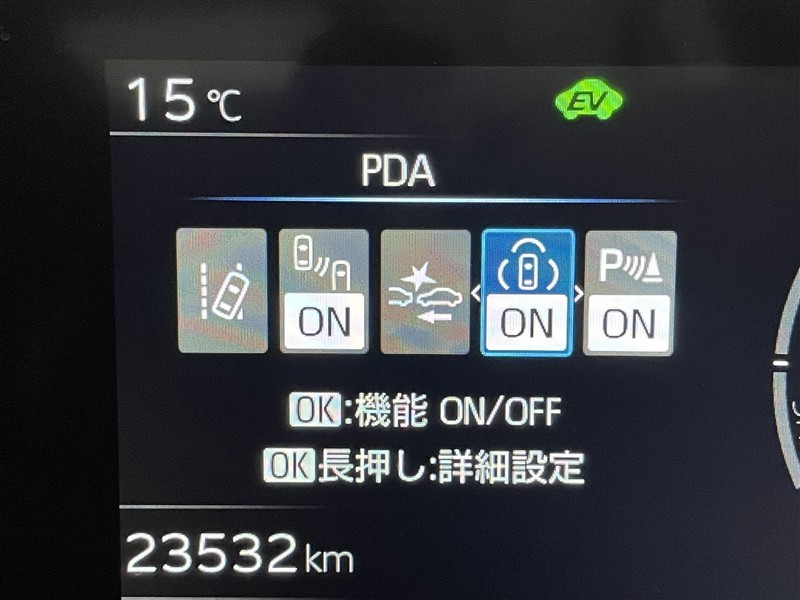 15℃
EV
PDA
ON ON P ON
OK:機能 ON/OFF
OK長押し:詳細設定
23532km